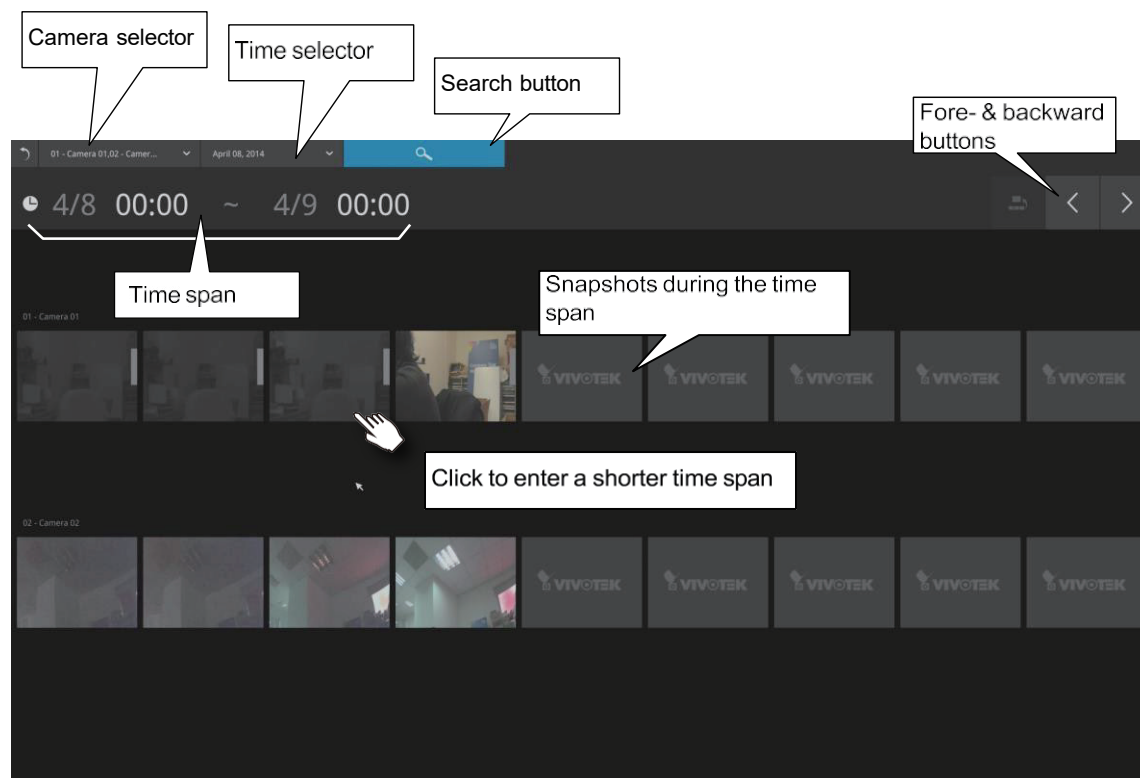 Camera selector
Time selector
Search button
Fore- & backward
buttons
01 - Camera 01,02 - Camer...
April 08, 2014
4/8 00:00 ~ 4/9 00:00
Time span
Snapshots during the time
span
01 - Camera 01
VIVOTEK VIVOTEK VIVOTEK VIVOTEK VIVOTEK
Click to enter a shorter time span
02 - Camera 02
VIVOTEK VIVOTEK VIVOTEK VIVOTEK VIVOTEK